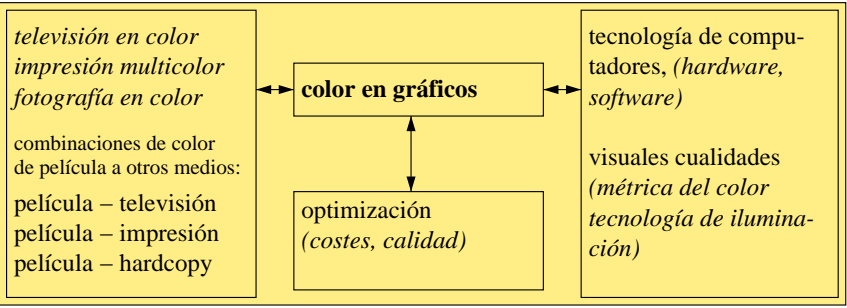 televisión en color
impresión multicolor
fotografía en color
combinaciones de color
de película a otros medios:
película – televisión
película – impresión
película – hardcopy
color en gráficos
optimización
(costes, calidad)
tecnología de compu-
tadores, (hardware,
software)
visuales cualidades
(métrica del color
tecnología de ilumina-
ción)